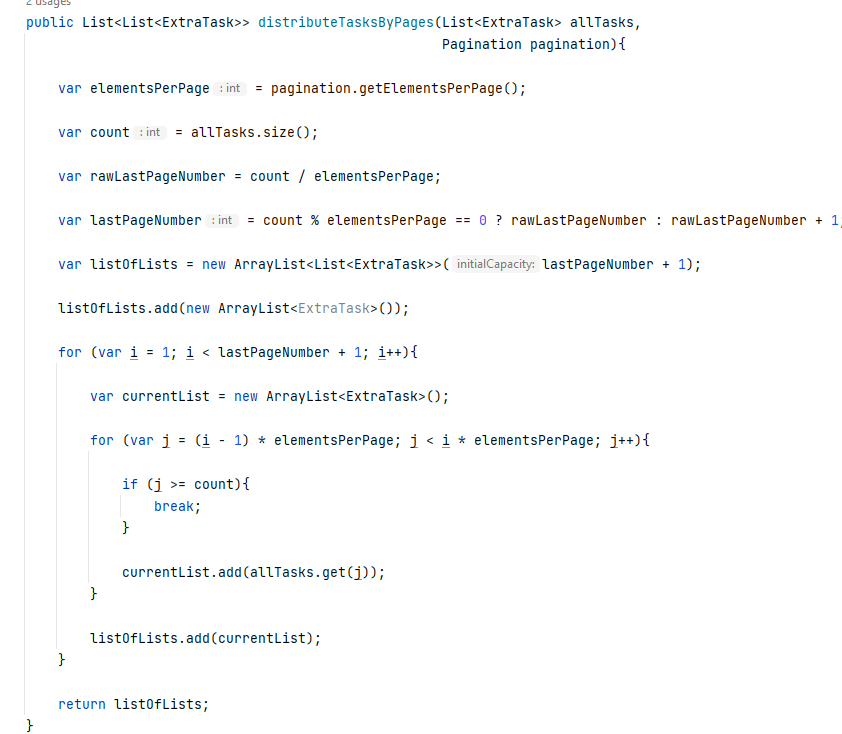 2 usages
public List<List<ExtraTask>> distributeTasksByPages(List<ExtraTask> allTasks,
Pagination pagination){
var elementsPerPage : int = pagination.getElementsPerPage();
var count : int = allTasks.size();
var rawLastPageNumber = count / elementsPerPage;
var lastPageNumber : int = count % elementsPerPage == 0 ? rawLastPageNumber : rawLastPageNumber + 1;
var listOfLists = new ArrayList<List<ExtraTask>>( initialCapacity: lastPageNumber + 1);
listOfLists.add(new ArrayList<ExtraTask>());
for (var i = 1; i < lastPageNumber + 1; i++){
var currentList = new ArrayList<ExtraTask>();
for (var j = (i - 1) * elementsPerPage; j < i * elementsPerPage; j++){
if (j >= count){
break;
}
currentList.add(allTasks.get(j));
}
listOfLists.add(currentList);
}
return listOfLists;
}